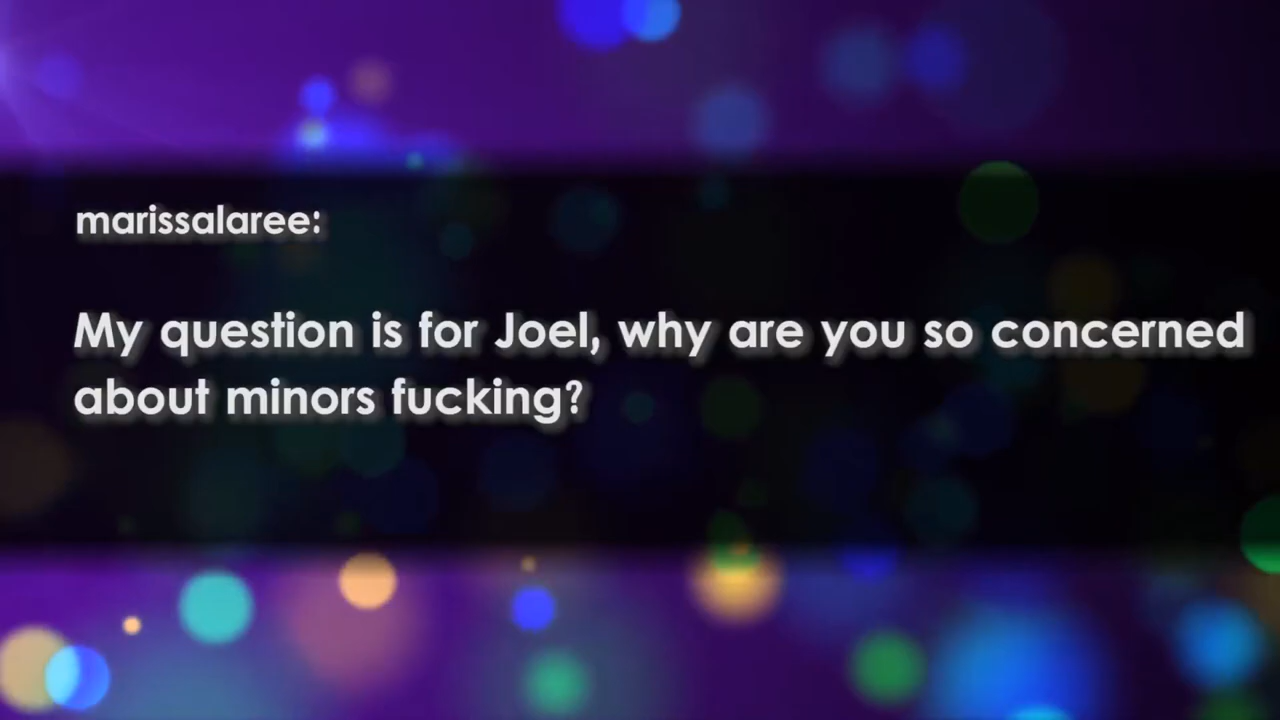 marissalaree:
My question is for Joel, why are you so concerned
about minors fucking?